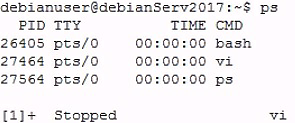 debianuser@debianServ2017:~$ ps
PID TTY TIME CMD
26405 pts/0 00:00:00 bash
27464 pts/0 00:00:00 vi
27564 pts/0 00:00:00 ps
[1]+ Stopped vi